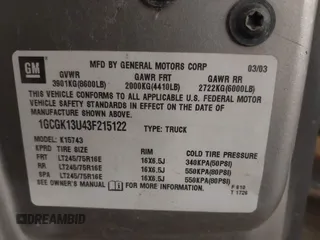 GM
MFD BY GENERAL MOTORS CORP 03/03
GVWR GAWR FRT GAWR RR
3901KG(8600LB) 2000KG(4410LB) 2722KG(6000LB)
THIS VEHICLE CONFORMS TO ALL APPLICABLE U.S. FEDERAL MOTOR
VEHICLE SAFETY STANDARDS IN EFFECT ON THE DATE OF
MANUFACTURE SHOWN ABOVE.
1GCGK13U43F215122 TYPE: TRUCK
MODEL: K15743
TIRE SIZE RIM COLD TIRE PRESSURE
FRT LT245/75R16E 16X6.5J 340KPA(50PSI)
RR LT245/75R16E 16X6.5J 550KPA(80PSI)
SPA LT245/75R16E 16X6.5J 550KPA(80PSI)
SEE OWNER'S MANUAL FOR ADDITIONAL INFORMATION.
DREAMBID